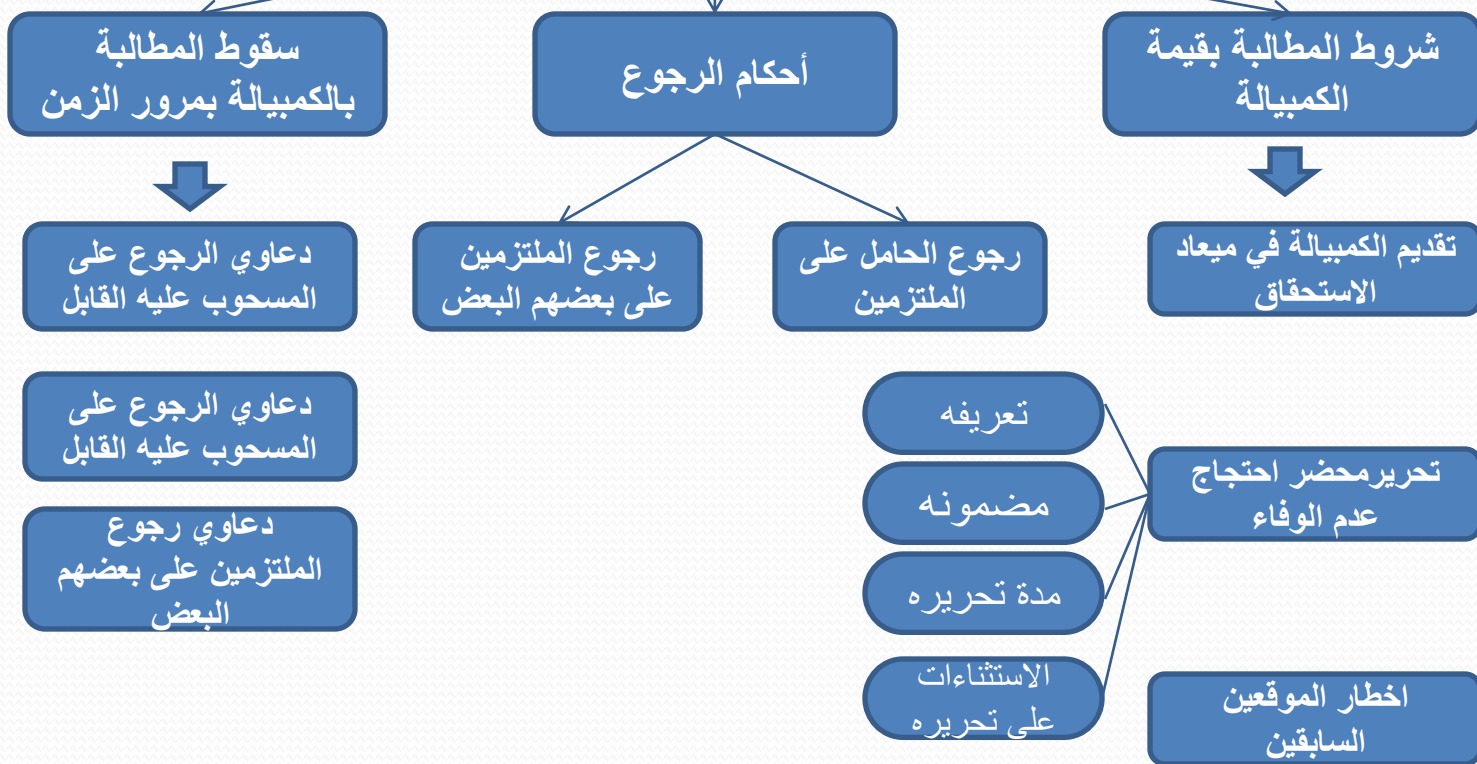 شروط المطالبة بقيمة
الكمبيالة
أحكام الرجوع
سقوط المطالبة
بالكمبيالة بمرور الزمن
تقديم الكمبيالة في ميعاد
الاستحقاق
رجوع الحامل على
الملتزمين
رجوع الملتزمين
على بعضهم البعض
دعاوي الرجوع على
المسحوب عليه القابل
تحريرمحضر احتجاج
عدم الوفاء
تعريفه
مضمونه
مدة تحريره
الاستثناءات
على تحريره
دعاوي الرجوع على
المسحوب عليه القابل
دعاوي رجوع
الملتزمين على بعضهم
البعض
اخطار الموقعين
السابقين